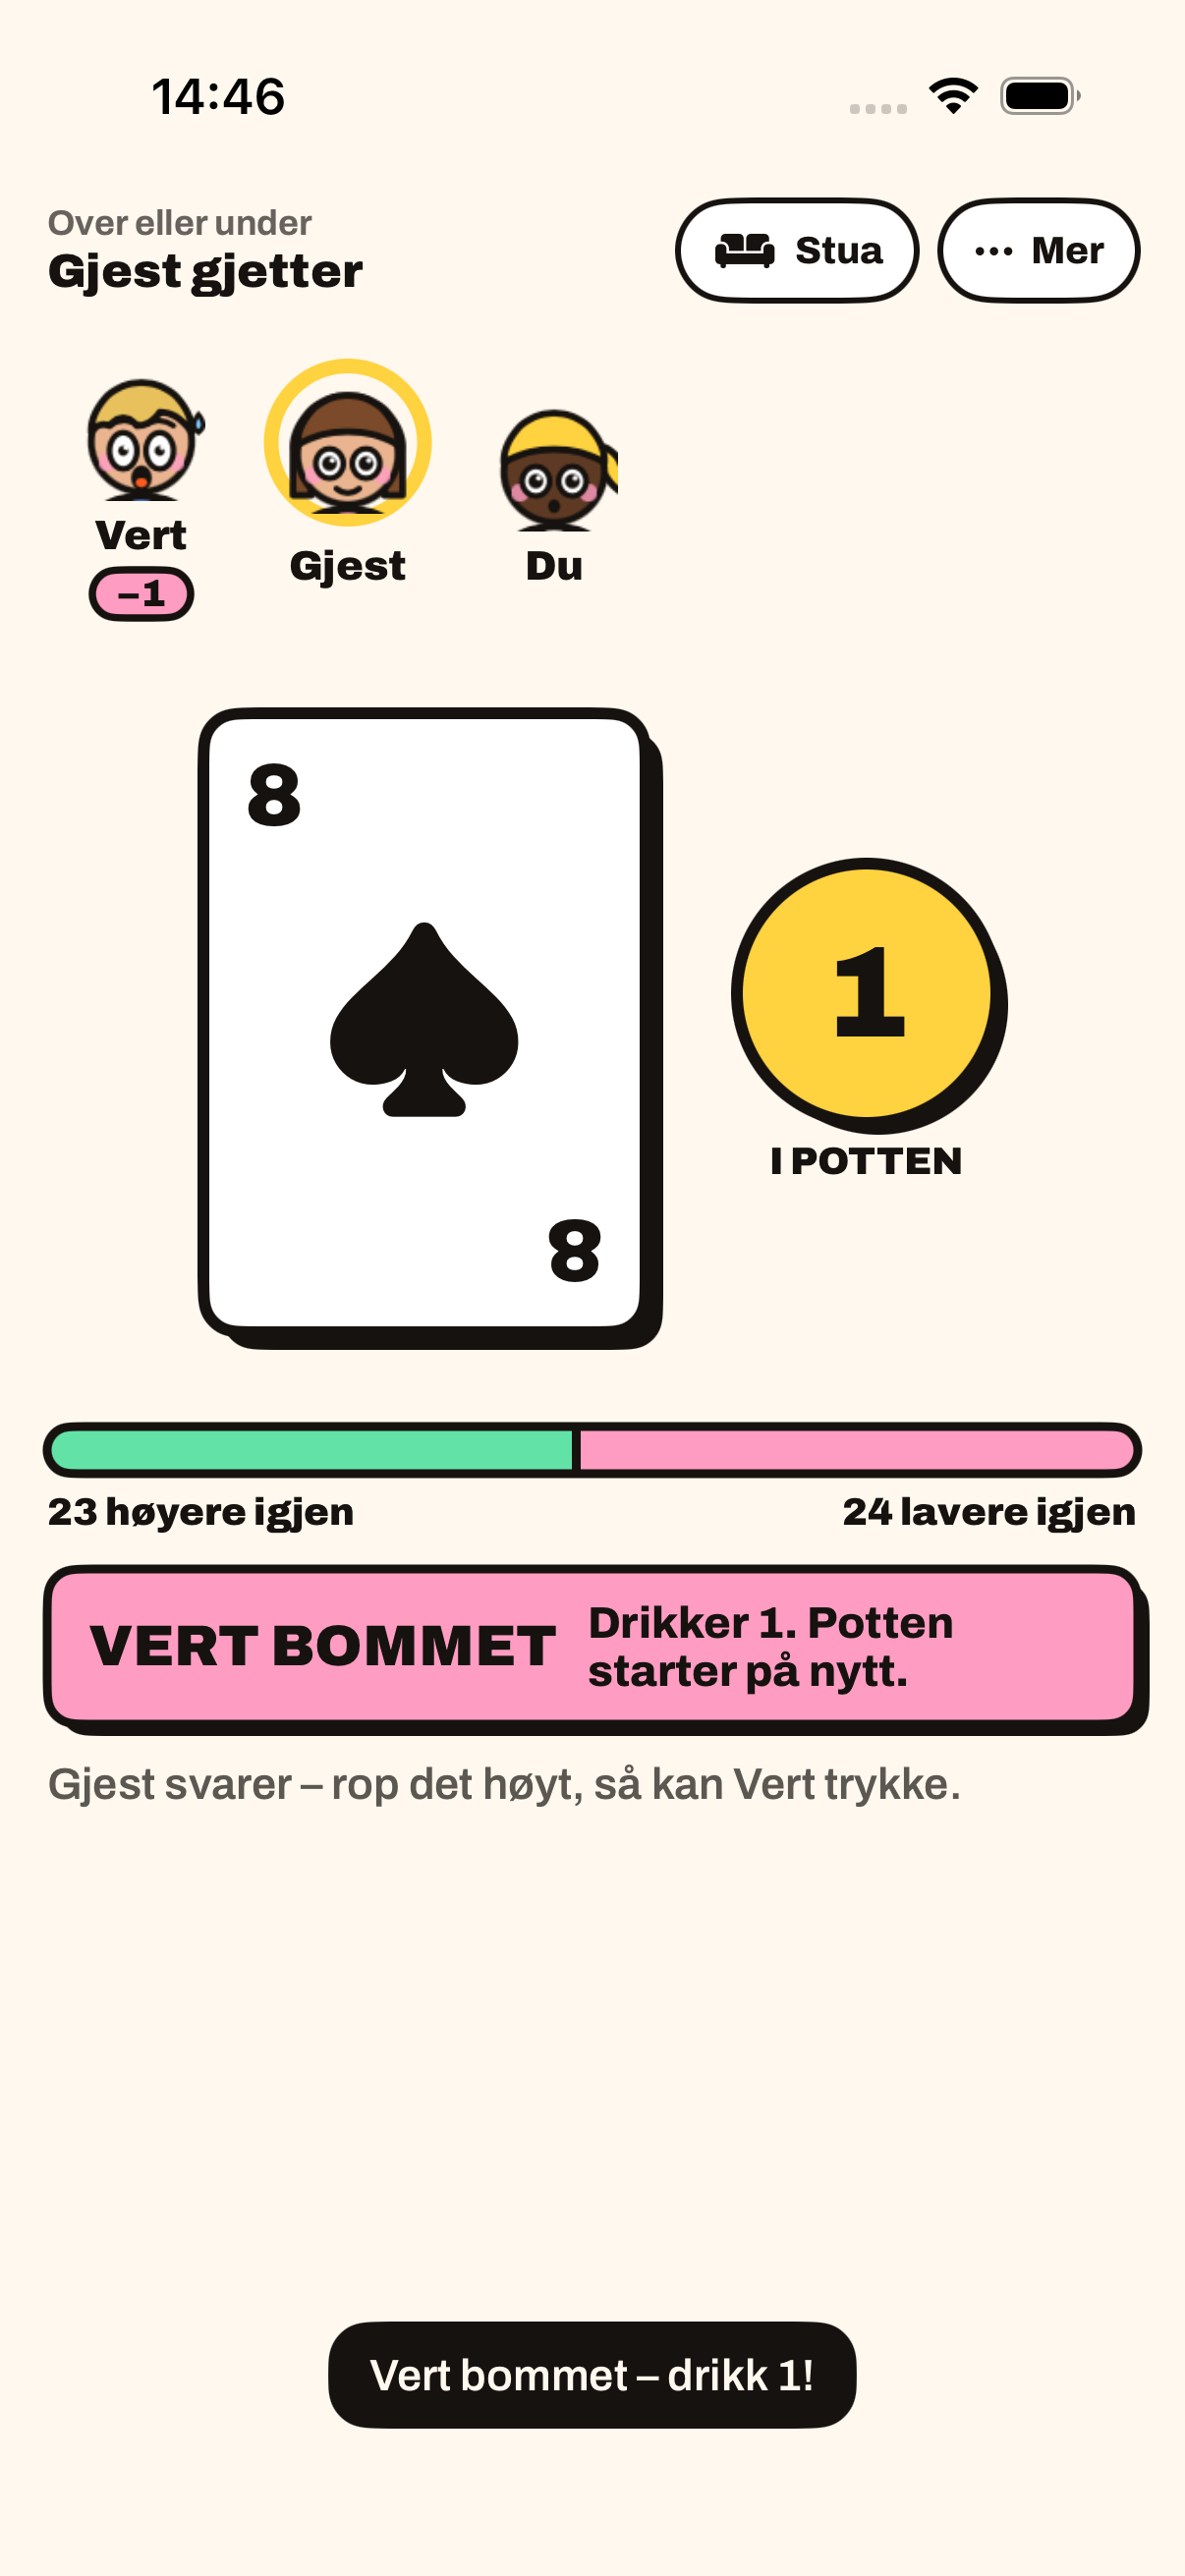 14:46
Over eller under
Gjest gjetter
Stua
Mer
Vert
Gjest
Du
–1
8
8
1
I POTTEN
23 høyere igjen
24 lavere igjen
VERT BOMMET
Drikker 1. Potten
starter på nytt.
Gjest svarer – rop det høyt, så kan Vert trykke.
Vert bommet – drikk 1!